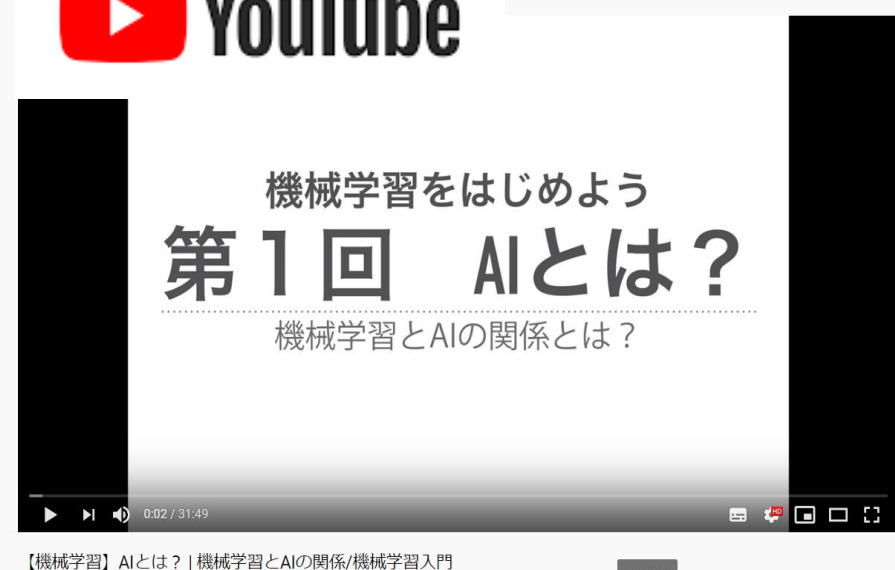 YouTube
機械学習をはじめよう
第1回 AIとは？
機械学習とAIの関係とは？
0:02 / 31:49
HD
【機械学習】AIとは？ | 機械学習とAIの関係/機械学習入門